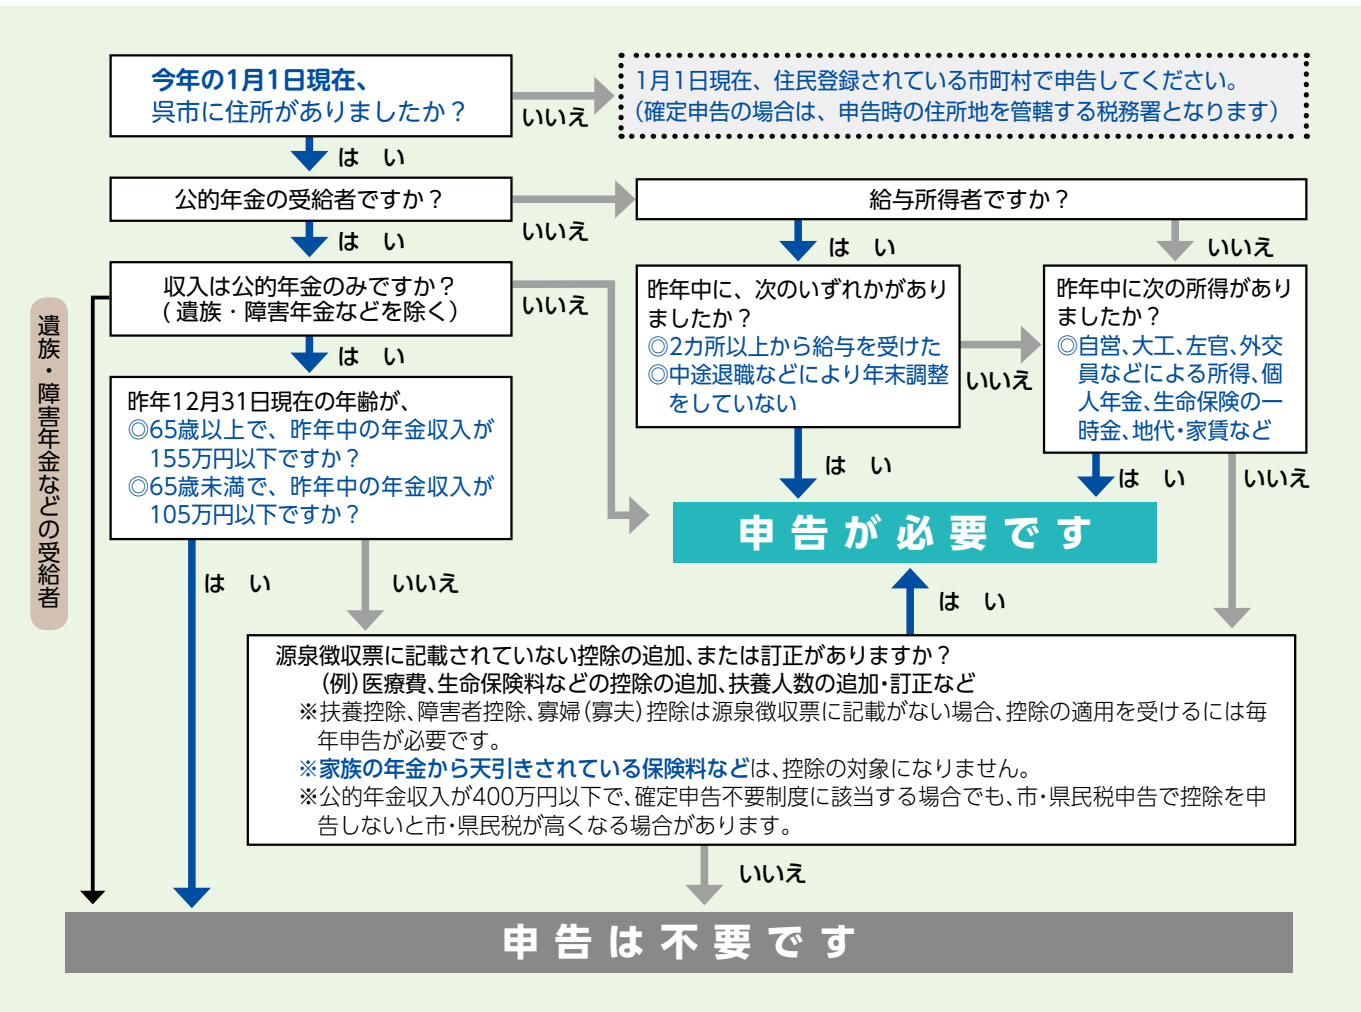 今年の1月1日現在、
呉市に住所がありましたか？
いいえ
1月1日現在、住民登録されている市町村で申告してください。
（確定申告の場合は、申告時の住所地を管轄する税務署となります）
は　い
公的年金の受給者ですか？
いいえ
給与所得者ですか？
は　い
は　い
いいえ
収入は公的年金のみですか？
（遺族・障害年金などを除く）
いいえ
は　い
昨年中に、次のいずれかがあり
ましたか？
◎2カ所以上から給与を受けた
◎中途退職などにより年末調整
をしていない
いいえ
は　い
昨年中に次の所得があり
ましたか？
◎自営、大工、左官、外交
員などによる所得、個
人年金、生命保険の一
時金、地代・家賃など
は　い
いいえ
遺族・障害年金などの受給者
昨年12月31日現在の年齢が、
◎65歳以上で、昨年中の年金収入が
155万円以下ですか？
◎65歳未満で、昨年中の年金収入が
105万円以下ですか？
は　い
いいえ
申告が必要です
は　い
源泉徴収票に記載されていない控除の追加、または訂正がありますか？
（例）医療費、生命保険料などの控除の追加、扶養人数の追加・訂正など
※扶養控除、障害者控除、寡婦（寡夫）控除は源泉徴収票に記載がない場合、控除の適用を受けるには毎
年申告が必要です。
※家族の年金から天引きされている保険料などは、控除の対象になりません。
※公的年金収入が400万円以下で、確定申告不要制度に該当する場合でも、市・県民税申告で控除を申
告しないと市・県民税が高くなる場合があります。
いいえ
申告は不要です